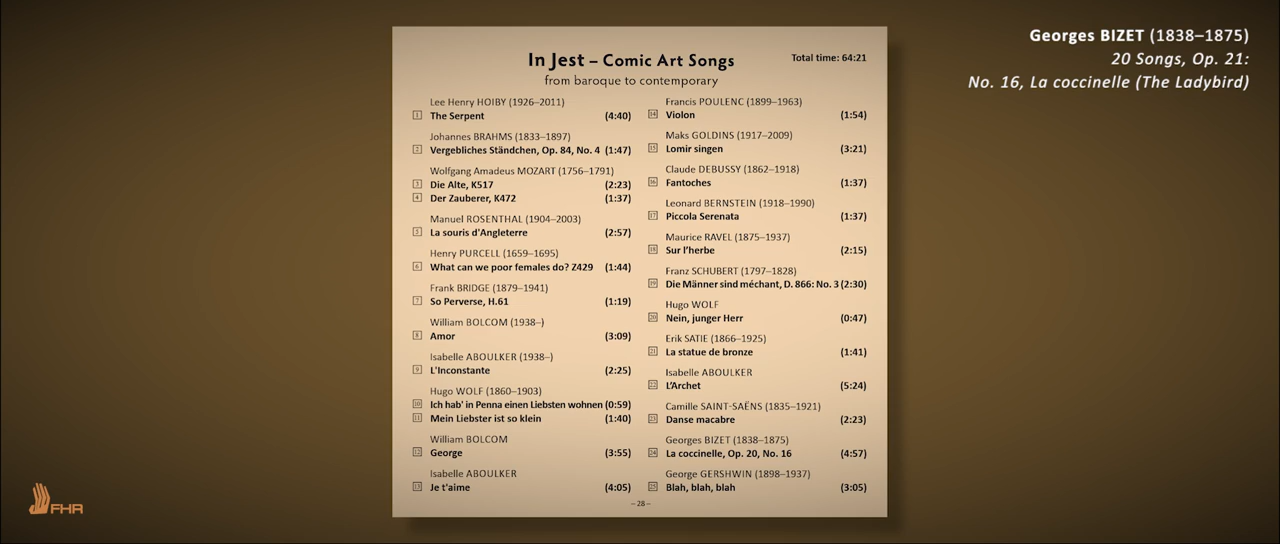 Georges BIZET (1838–1875)
20 Songs, Op. 21:
No. 16, La coccinelle (The Ladybird)
In Jest – Comic Art Songs
Total time: 64:21
from baroque to contemporary
Lee Henry HOIBY (1926–2011)
1 The Serpent (4:40)
Johannes BRAHMS (1833–1897)
2 Vergebliches Ständchen, Op. 84, No. 4 (1:47)
Wolfgang Amadeus MOZART (1756–1791)
3 Die Alte, K517 (2:23)
4 Der Zauberer, K472 (1:37)
Manuel ROSENTHAL (1904–2003)
5 La souris d'Angleterre (2:57)
Henry PURCELL (1659–1695)
6 What can we poor females do? Z429 (1:44)
Frank BRIDGE (1879–1941)
7 So Perverse, H.61 (1:19)
William BOLCOM (1938–)
8 Amor (3:09)
Isabelle ABOULKER (1938–)
9 L'Inconstante (2:25)
Hugo WOLF (1860–1903)
10 Ich hab' in Penna einen Liebsten wohnen (0:59)
11 Mein Liebster ist so klein (1:40)
William BOLCOM
12 George (3:55)
Isabelle ABOULKER
13 Je t'aime (4:05)
Francis POULENC (1899–1963)
14 Violon (1:54)
Maks GOLDINS (1917–2009)
15 Lomir singen (3:21)
Claude DEBUSSY (1862–1918)
16 Fantoches (1:37)
Leonard BERNSTEIN (1918–1990)
17 Piccola Serenata (1:37)
Maurice RAVEL (1875–1937)
18 Sur l'herbe (2:15)
Franz SCHUBERT (1797–1828)
19 Die Männer sind méchant, D. 866: No. 3 (2:30)
Hugo WOLF
20 Nein, junger Herr (0:47)
Erik SATIE (1866–1925)
21 La statue de bronze (1:41)
Isabelle ABOULKER
22 L'Archet (5:24)
Camille SAINT-SAËNS (1835–1921)
23 Danse macabre (2:23)
Georges BIZET (1838–1875)
24 La coccinelle, Op. 20, No. 16 (4:57)
George GERSHWIN (1898–1937)
25 Blah, blah, blah (3:05)
– 28 –
FHR